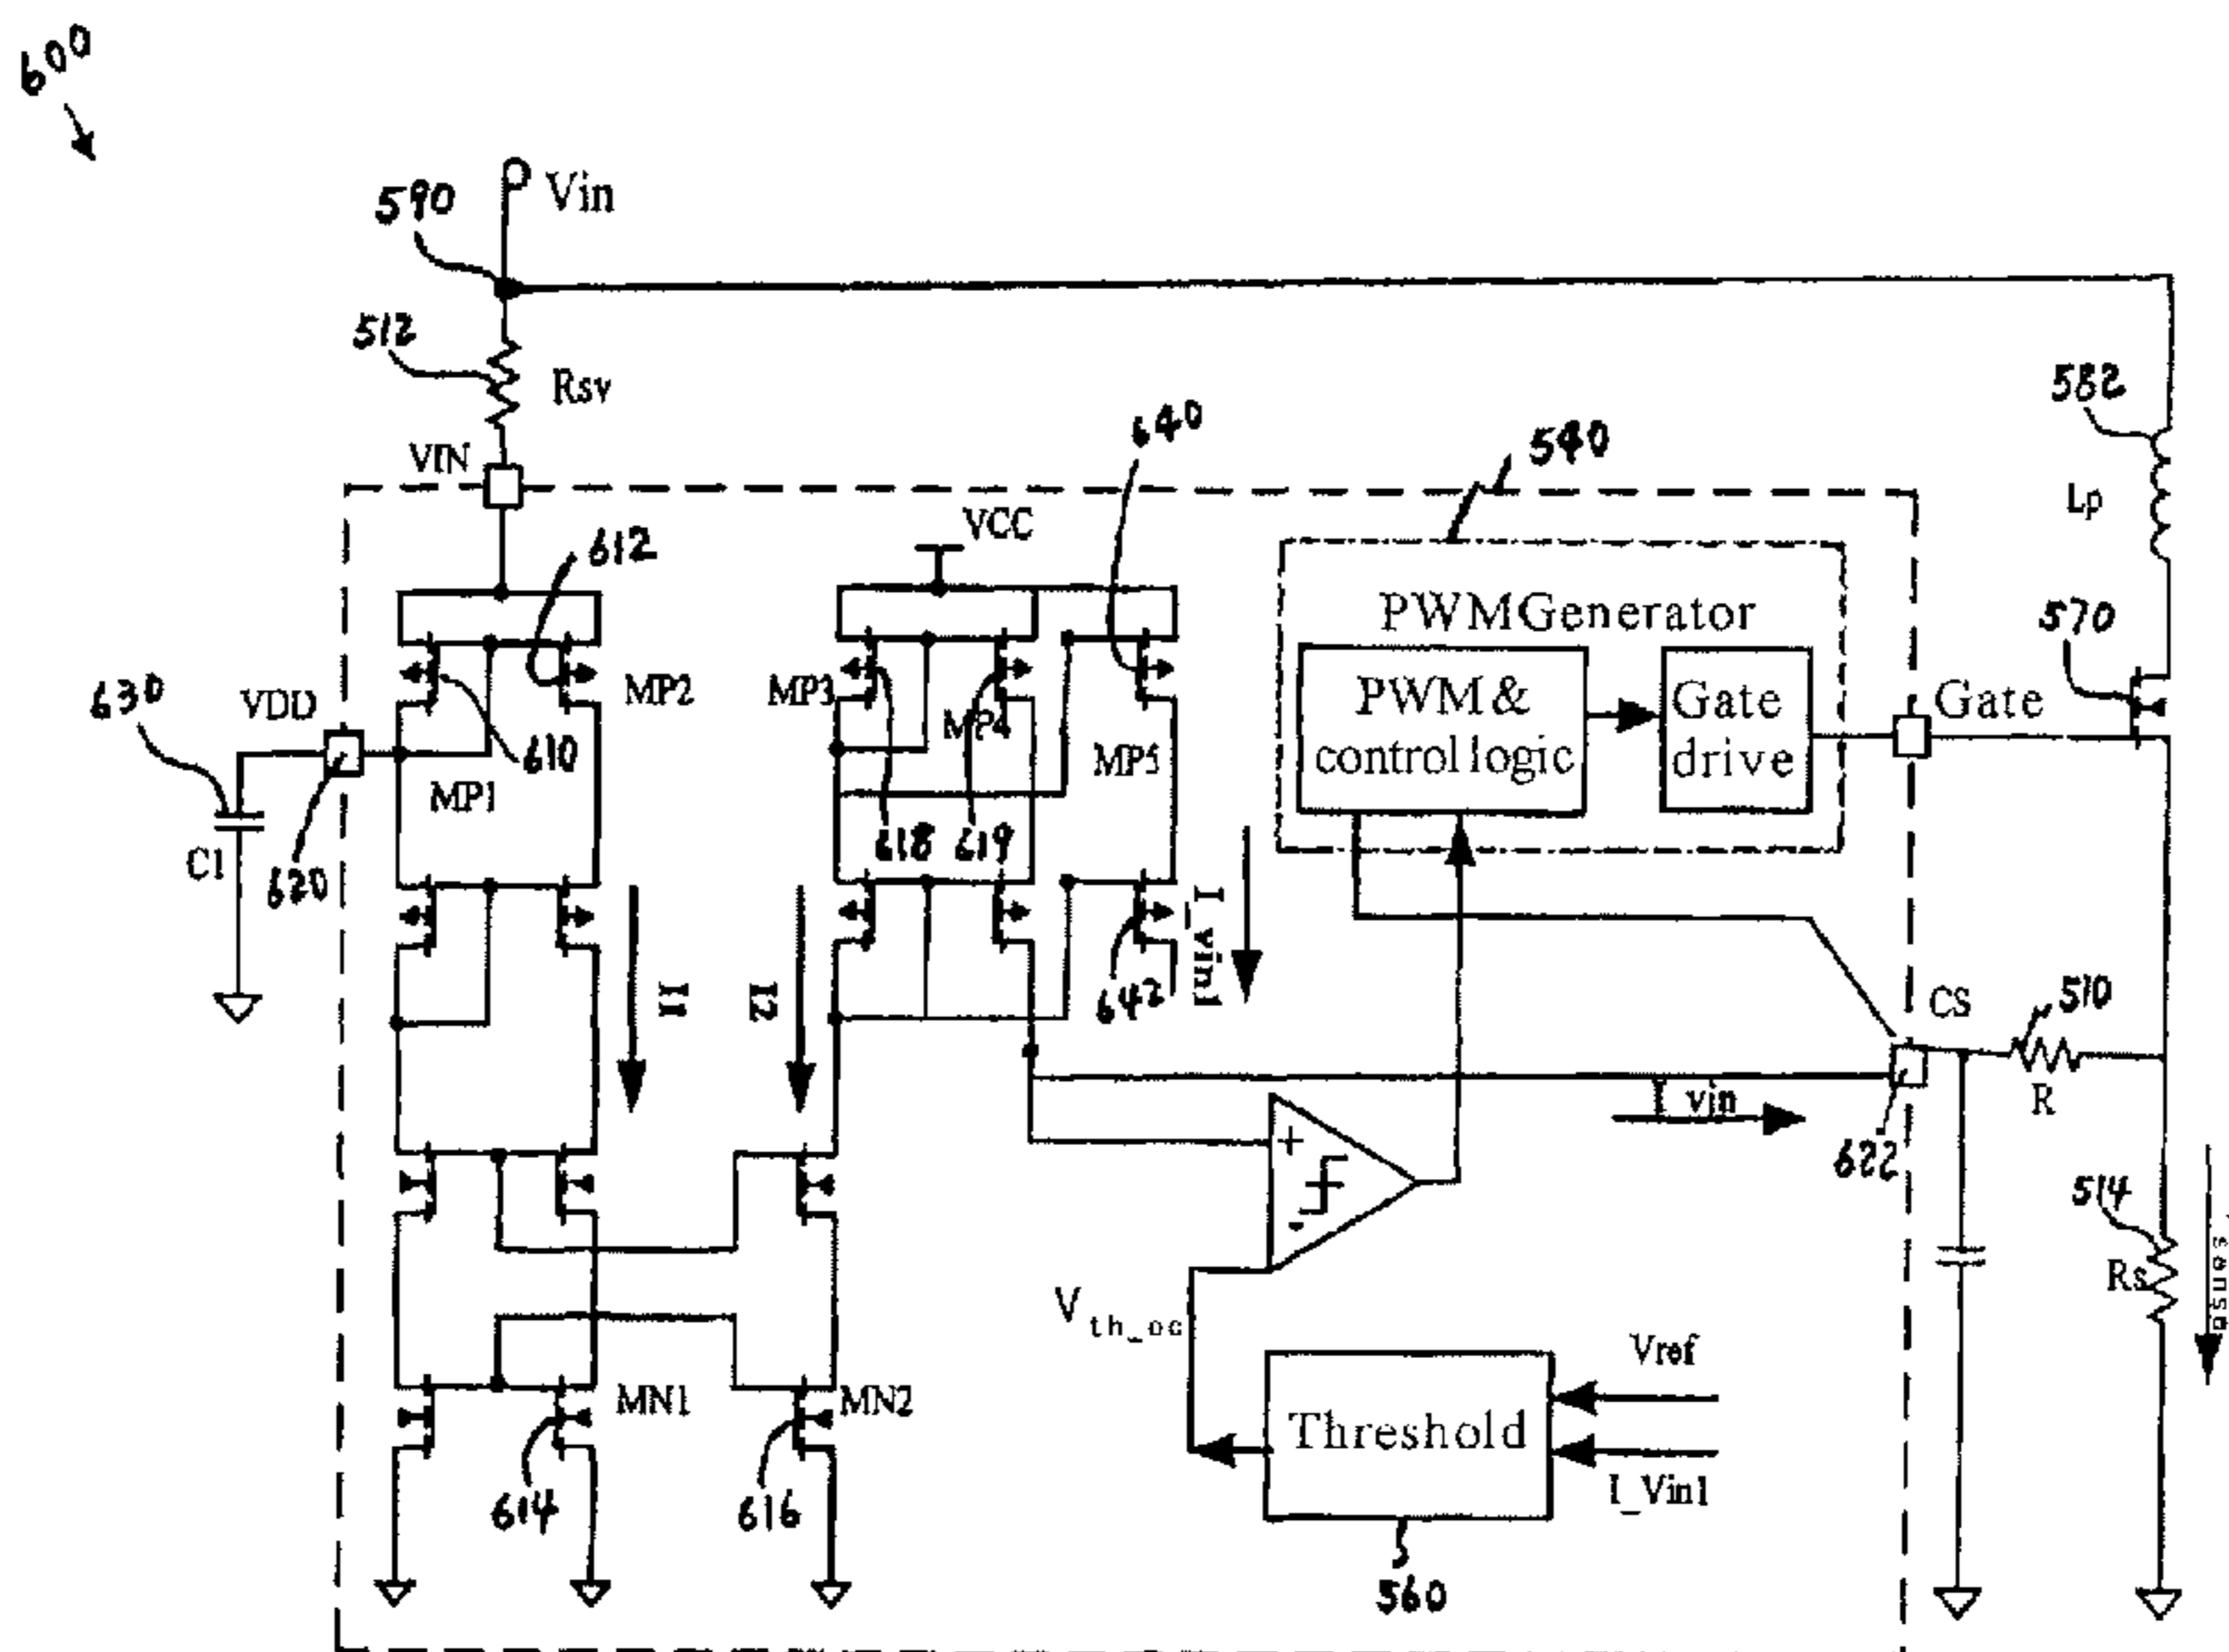 600
Vin
590
512
Rsv
VIN
582
Lp
640
540
VCC
612
PWMGenerator
570
630
VDD
MP2
MP3
MP4
PWM &
control logic
Gate
drive
Gate
610
MP1
MP5
618
619
C1
620
I1
I2
I_vin1
642
CS
510
R
I_vin
622
+
-
514
Rs
V th_oc
Vref
MN1
MN2
Threshold
I_Vin1
614
616
560